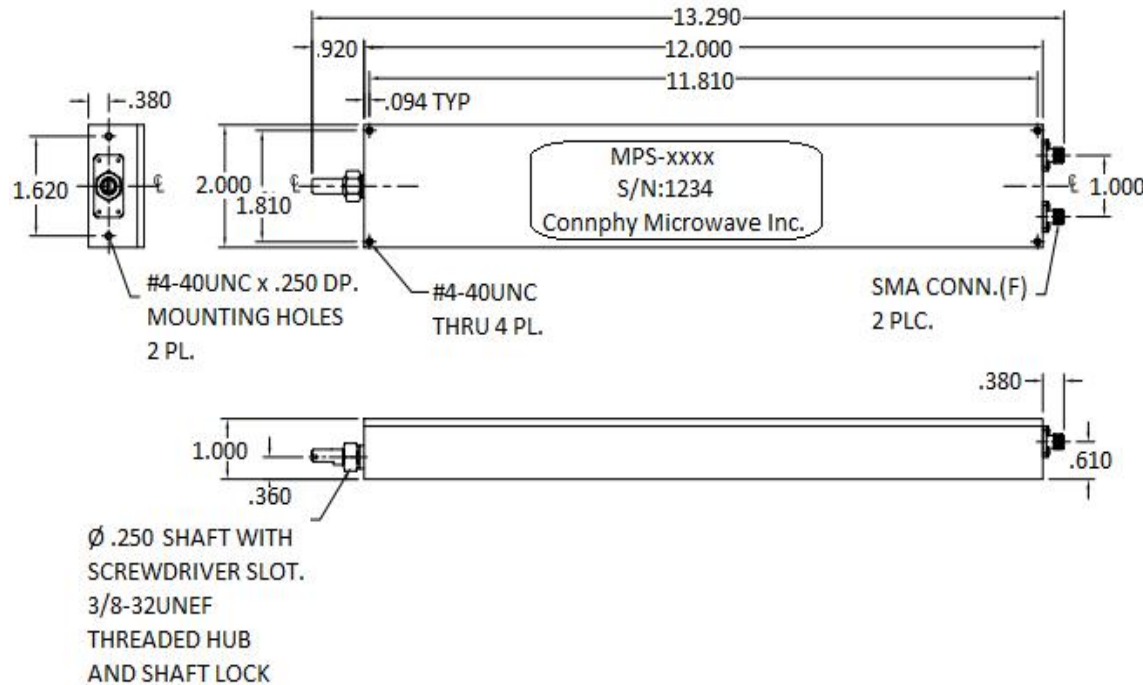 13.290
.920
12.000
11.810
.380
.094 TYP
MPS-xxxx
S/N:1234
Connphy Microwave Inc.
1.620
℄
2.000
℄
1.810
℄
1.000
#4-40UNC x .250 DP.
MOUNTING HOLES
2 PL.
#4-40UNC
THRU 4 PL.
SMA CONN.(F)
2 PLC.
.380
1.000
.610
.360
Ø .250 SHAFT WITH
SCREWDRIVER SLOT.
3/8-32UNEF
THREADED HUB
AND SHAFT LOCK